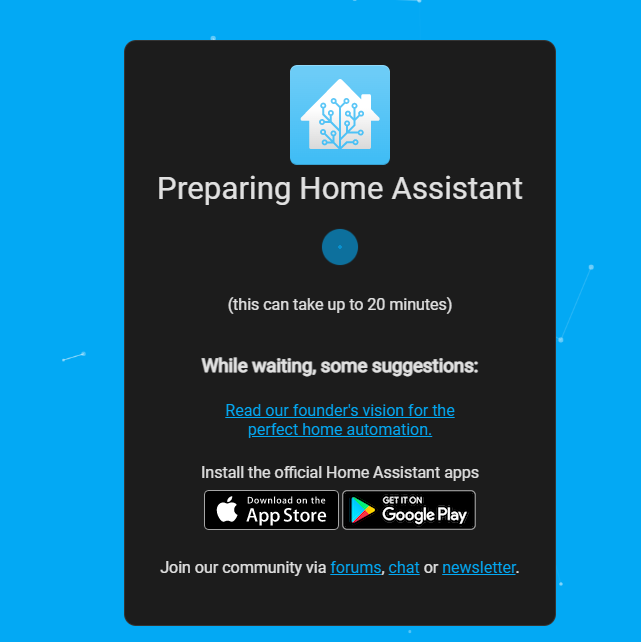 Preparing Home Assistant
(this can take up to 20 minutes)
While waiting, some suggestions:
Read our founder's vision for the
perfect home automation.
Install the official Home Assistant apps
Download on the
App Store
GET IT ON
Google Play
Join our community via forums, chat or newsletter.